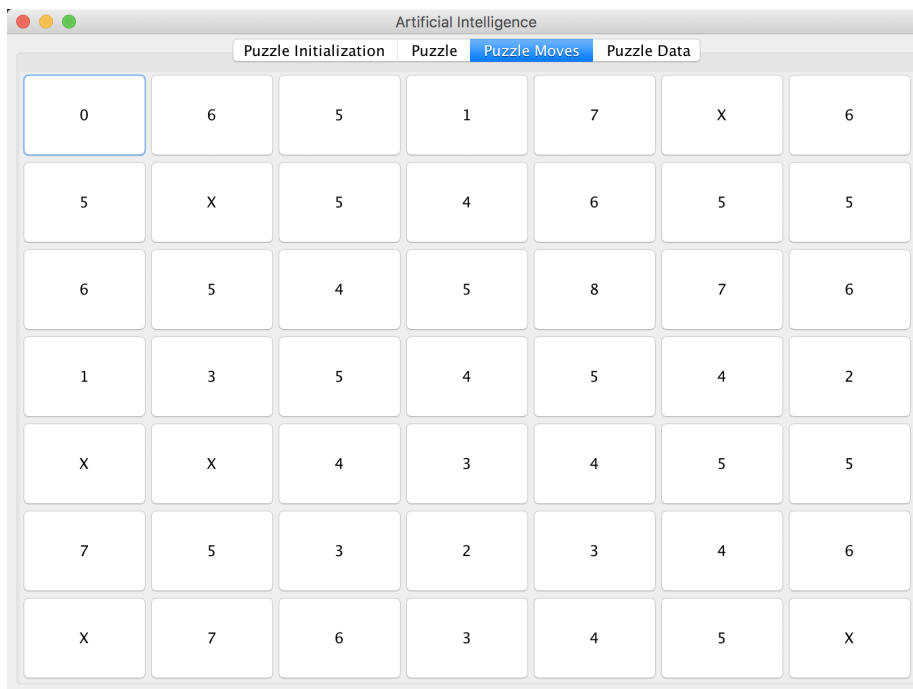 Artificial Intelligence
Puzzle Initialization Puzzle Puzzle Moves Puzzle Data
0 6 5 1 7 X 6
5 X 5 4 6 5 5
6 5 4 5 8 7 6
1 3 5 4 5 4 2
X X 4 3 4 5 5
7 5 3 2 3 4 6
X 7 6 3 4 5 X